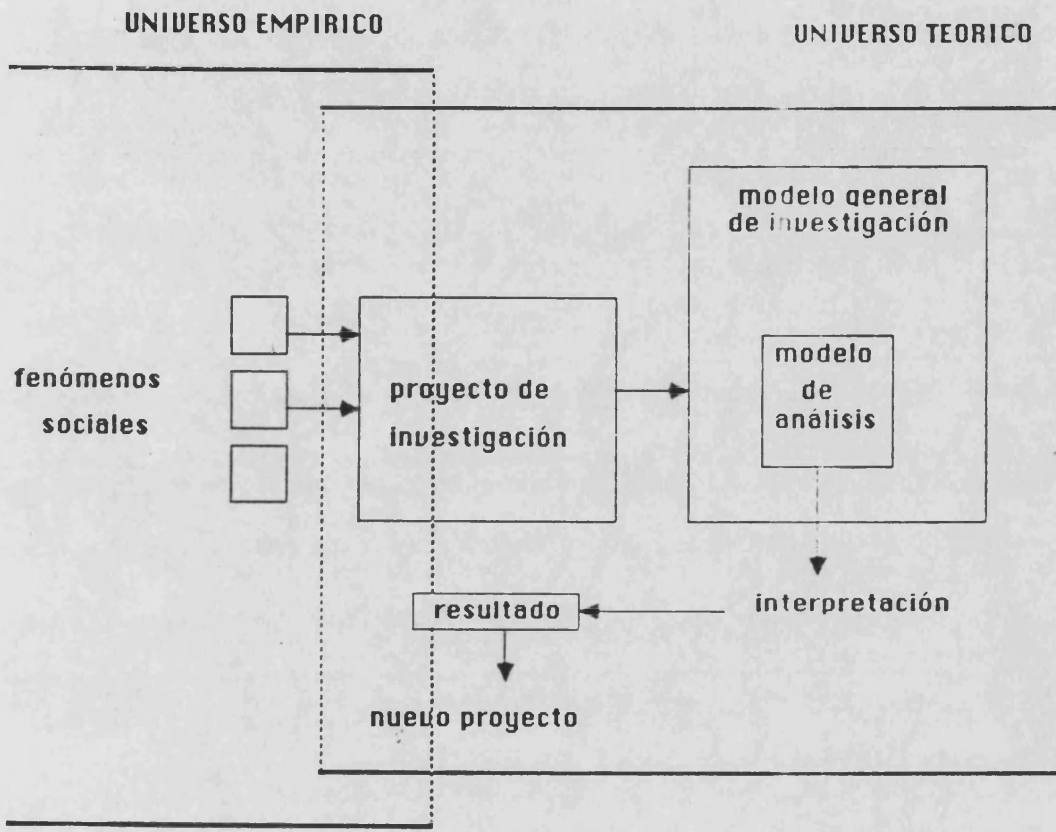 UNIVERSO EMPIRICO
UNIVERSO TEORICO
modelo general
de investigación
fenómenos
sociales
proyecto de
investigación
modelo
de
análisis
resultado
interpretación
nuevo proyecto